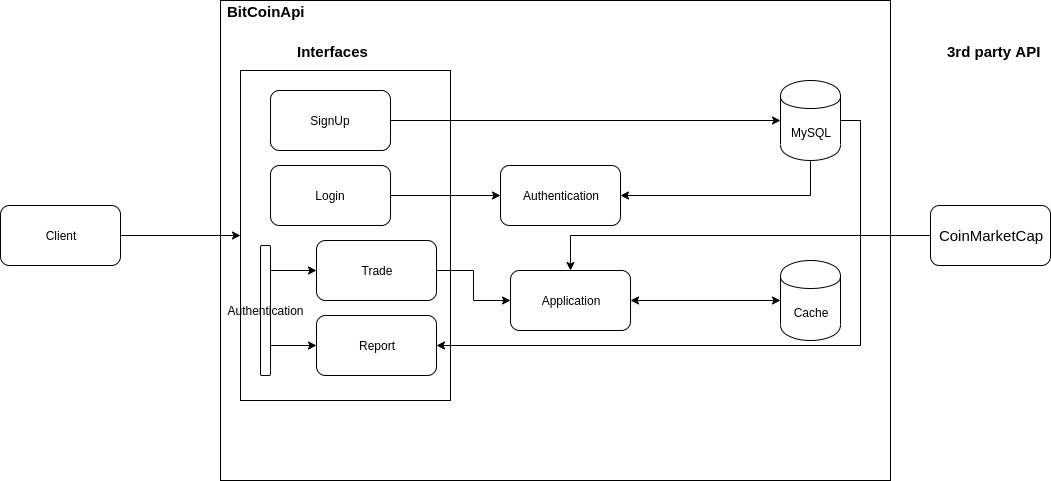 BitCoinApi
Interfaces
3rd party API
SignUp
MySQL
Login
Authentication
Client
CoinMarketCap
Trade
Application
Cache
Authentication
Report